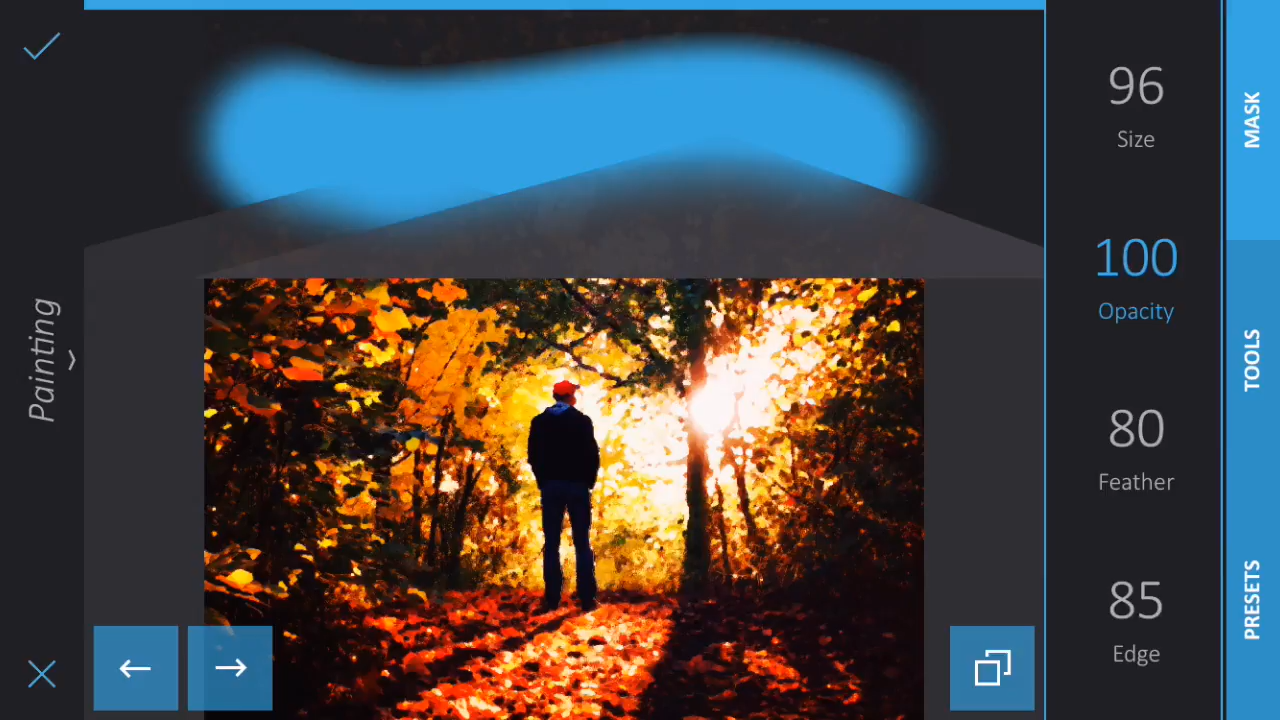 Painting
96
Size
100
Opacity
80
Feather
85
Edge
MASK
TOOLS
PRESETS